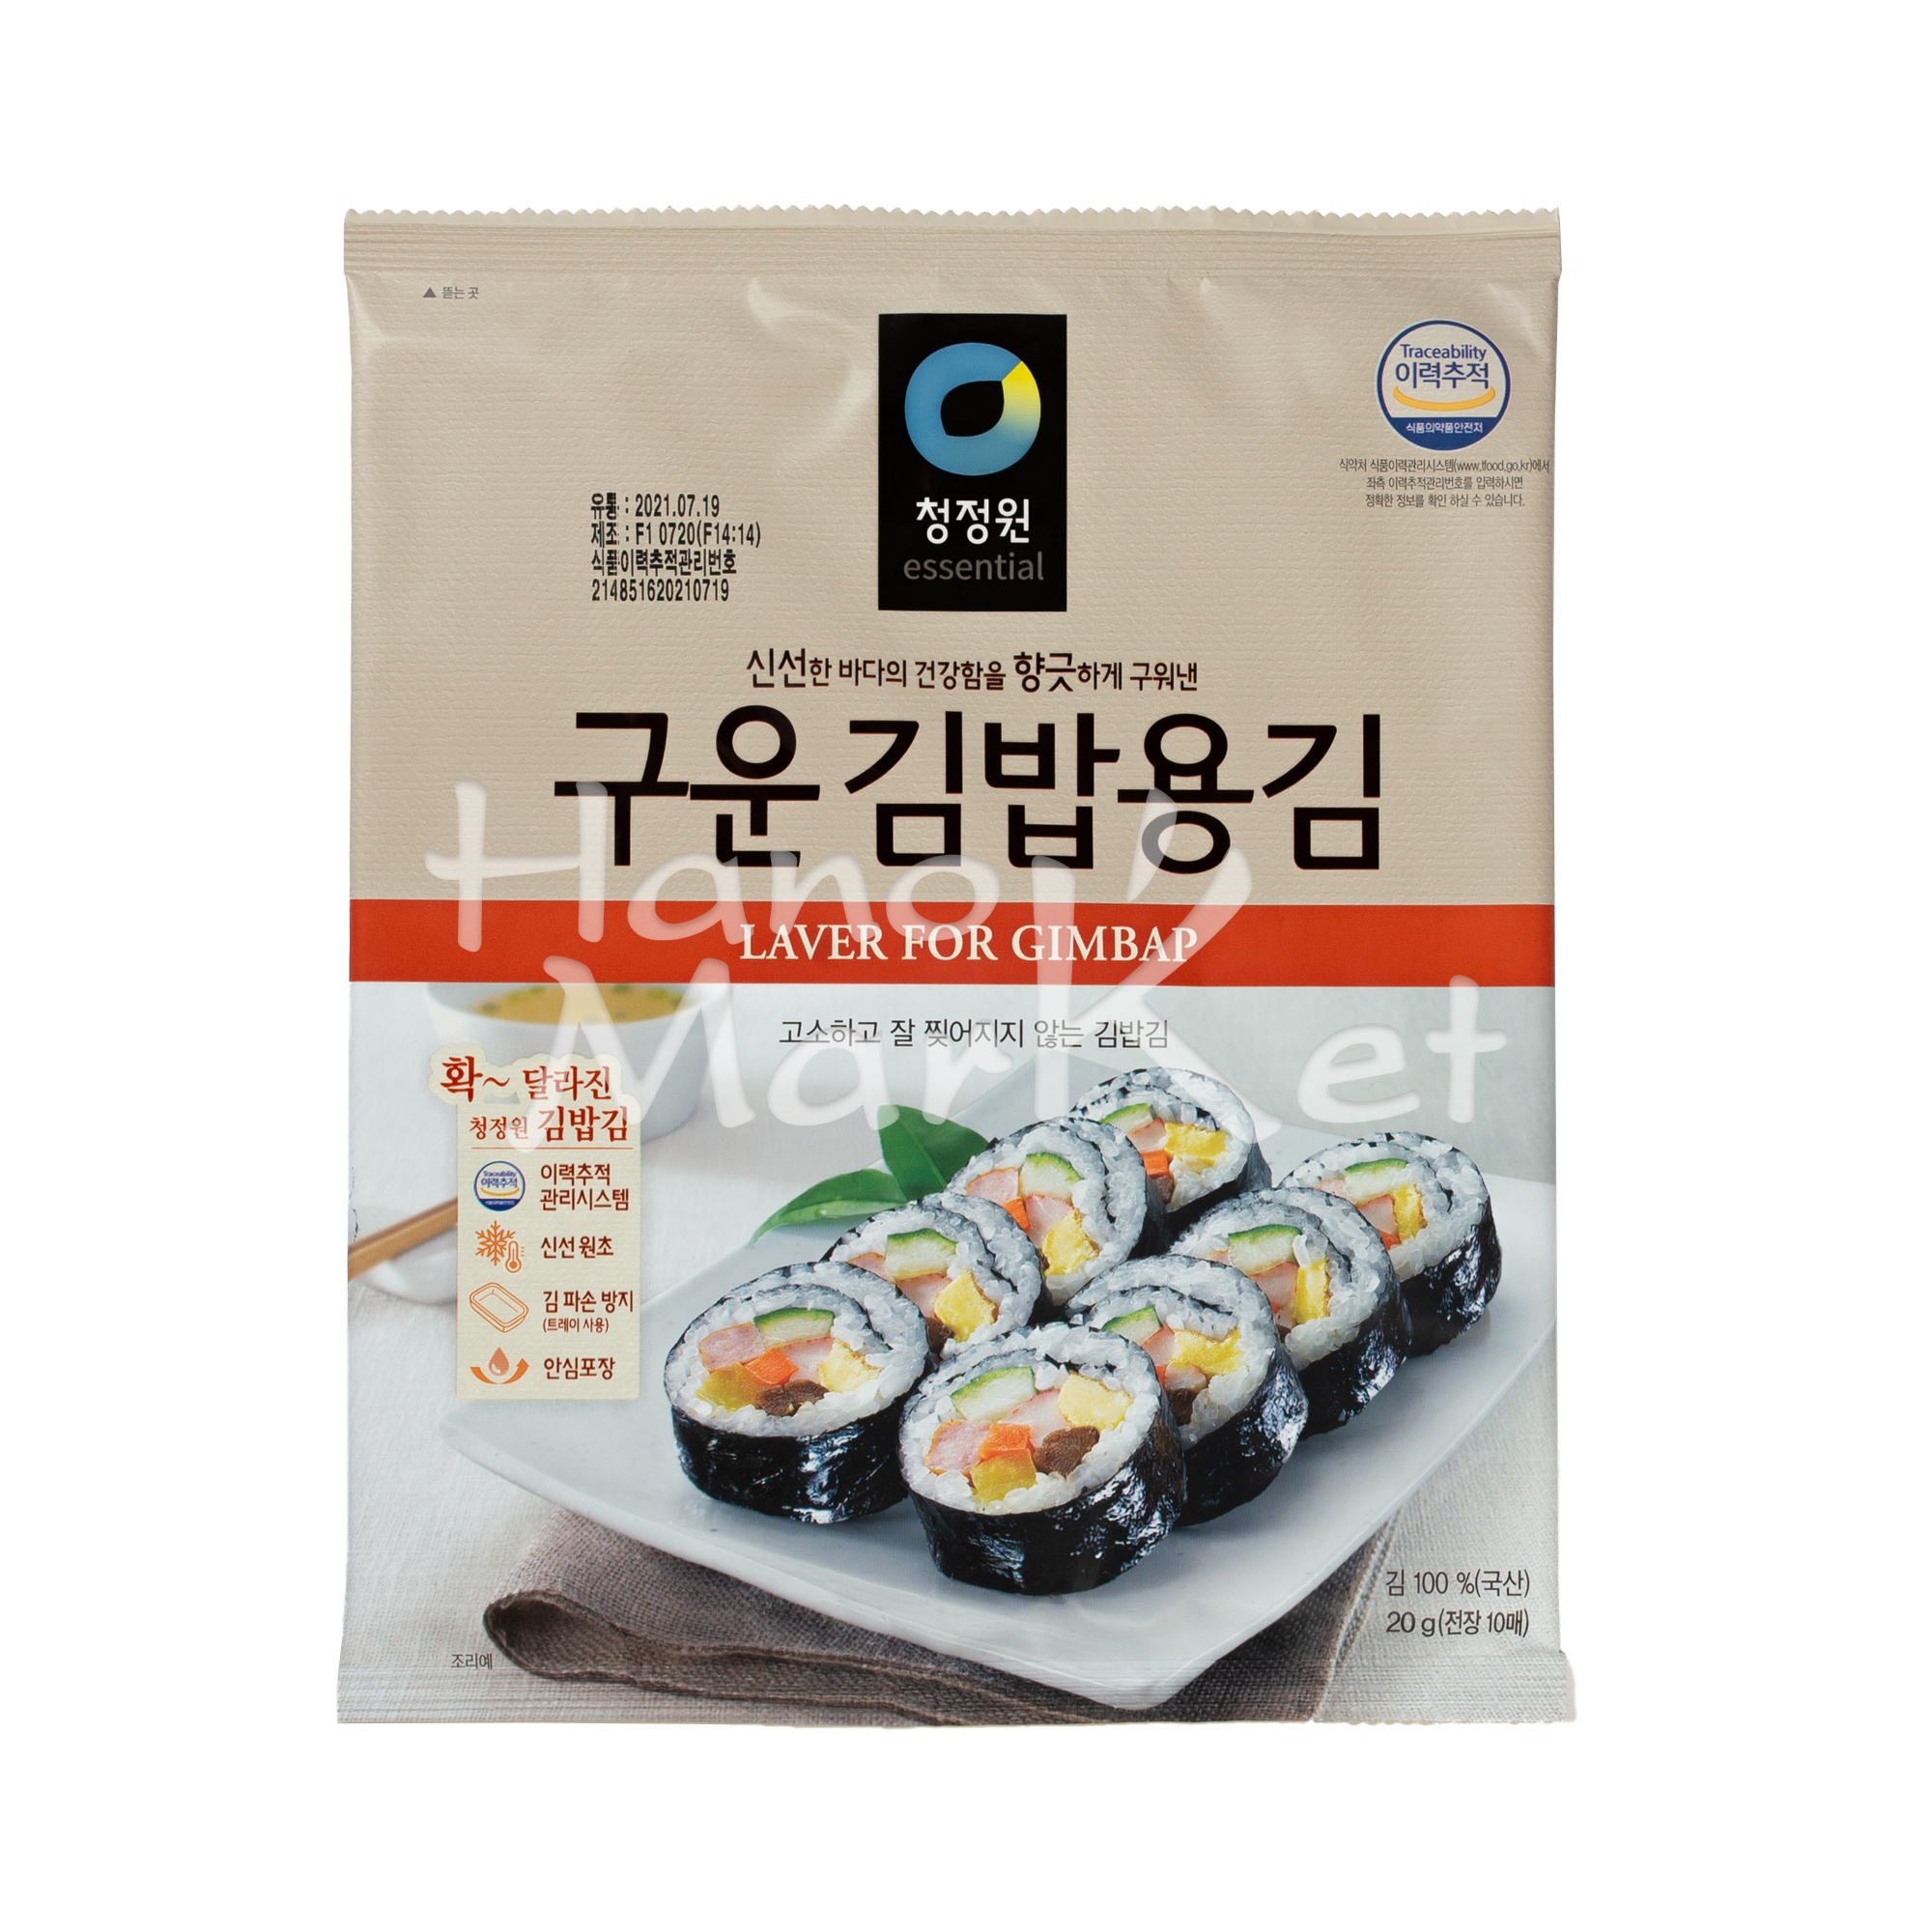 ▲ 뜯는 곳
Traceability
이력추적
식품의약품안전처
식약처 식품이력관리시스템(www.tfood.go.kr)에서
좌측 이력추적관리번호를 입력하시면
정확한 정보를 확인 하실 수 있습니다.
유통 : 2021.07.19
제조 : F1 0720(F14:14)
식품이력추적관리번호
214851620210719
청정원
essential
신선한 바다의 건강함을 향긋하게 구워낸
구운 김밥용김
LAVER FOR GIMBAP
Hanok
Market
고소하고 잘 찢어지지 않는 김밥김
확~ 달라진
청정원 김밥김
Traceability
이력추적
이력추적
관리시스템
신선 원초
김 파손 방지
(트레이 사용)
안심포장
김 100 %(국산)
20 g(전장 10매)
조리예